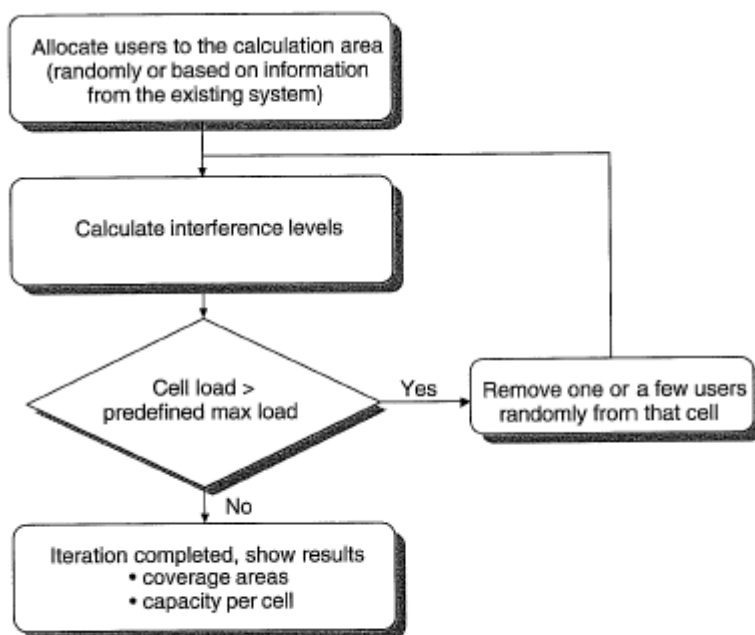 Allocate users to the calculation area
(randomly or based on information
from the existing system)
Calculate interference levels
Cell load >
predefined max load
Yes
Remove one or a few users
randomly from that cell
No
Iteration completed, show results
• coverage areas
• capacity per cell